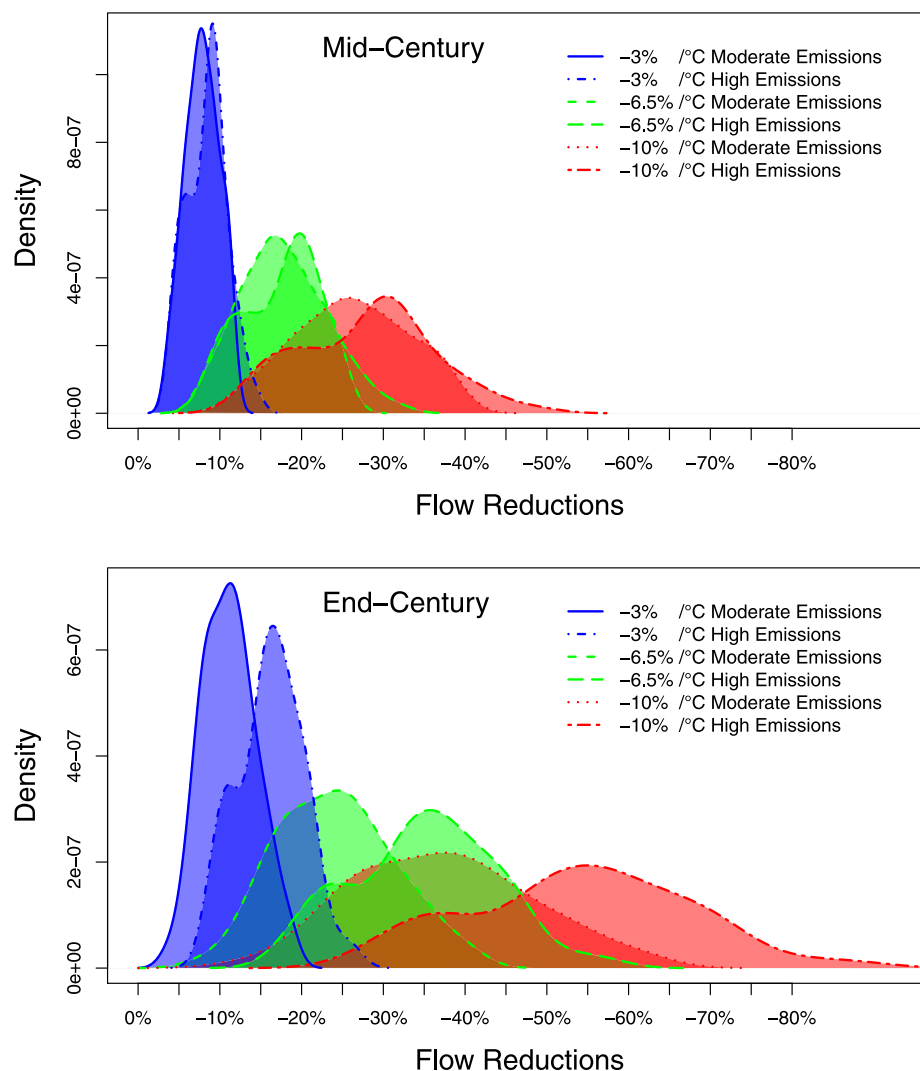 Mid−Century
−3% /°C Moderate Emissions
−3% /°C High Emissions
−6.5% /°C Moderate Emissions
−6.5% /°C High Emissions
−10% /°C Moderate Emissions
−10% /°C High Emissions
Density
8e−07
4e−07
0e+00
0% −10% −20% −30% −40% −50% −60% −70% −80%
Flow Reductions
End−Century
−3% /°C Moderate Emissions
−3% /°C High Emissions
−6.5% /°C Moderate Emissions
−6.5% /°C High Emissions
−10% /°C Moderate Emissions
−10% /°C High Emissions
Density
6e−07
4e−07
2e−07
0e+00
0% −10% −20% −30% −40% −50% −60% −70% −80%
Flow Reductions